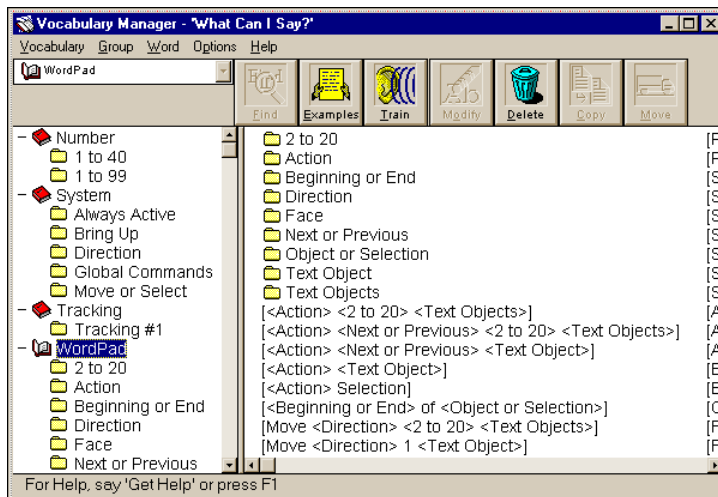 Vocabulary Manager - 'What Can I Say?'
Vocabulary Group Word Options Help
WordPad
Find Examples Train Modify Delete Copy Move
− Number
1 to 40
1 to 99
− System
Always Active
Bring Up
Direction
Global Commands
Move or Select
− Tracking
Tracking #1
− WordPad
2 to 20
Action
Beginning or End
Direction
Face
Next or Previous
2 to 20
Action
Beginning or End
Direction
Face
Next or Previous
Object or Selection
Text Object
Text Objects
[<Action> <2 to 20> <Text Objects>]
[<Action> <Next or Previous> <2 to 20> <Text Objects>]
[<Action> <Next or Previous> <Text Object>]
[<Action> <Text Object>]
[<Action> Selection]
[<Beginning or End> of <Object or Selection>]
[Move <Direction> <2 to 20> <Text Objects>]
[Move <Direction> 1 <Text Object>]
For Help, say 'Get Help' or press F1